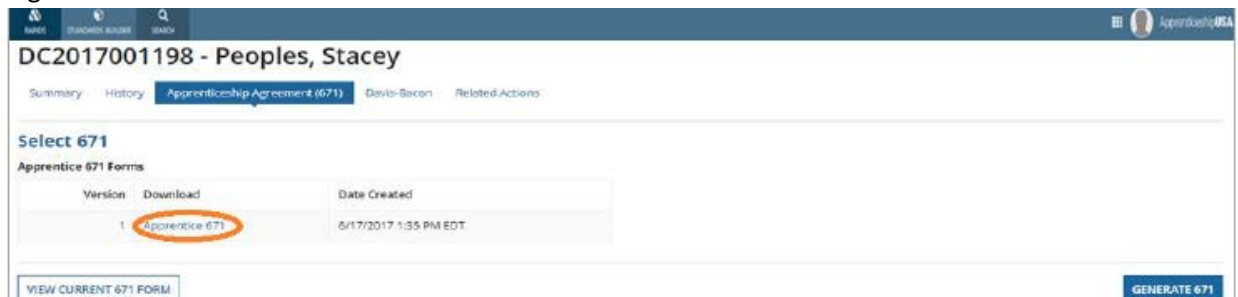 RAPIDS STANDARDS BUILDER SEARCH ApprenticeshipUSA
DC2017001198 - Peoples, Stacey
Summary History Apprenticeship Agreement (671) Davis-Bacon Related Actions
Select 671
Apprentice 671 Forms
Version Download Date Created
1 Apprentice 671 6/17/2017 1:35 PM EDT
VIEW CURRENT 671 FORM GENERATE 671